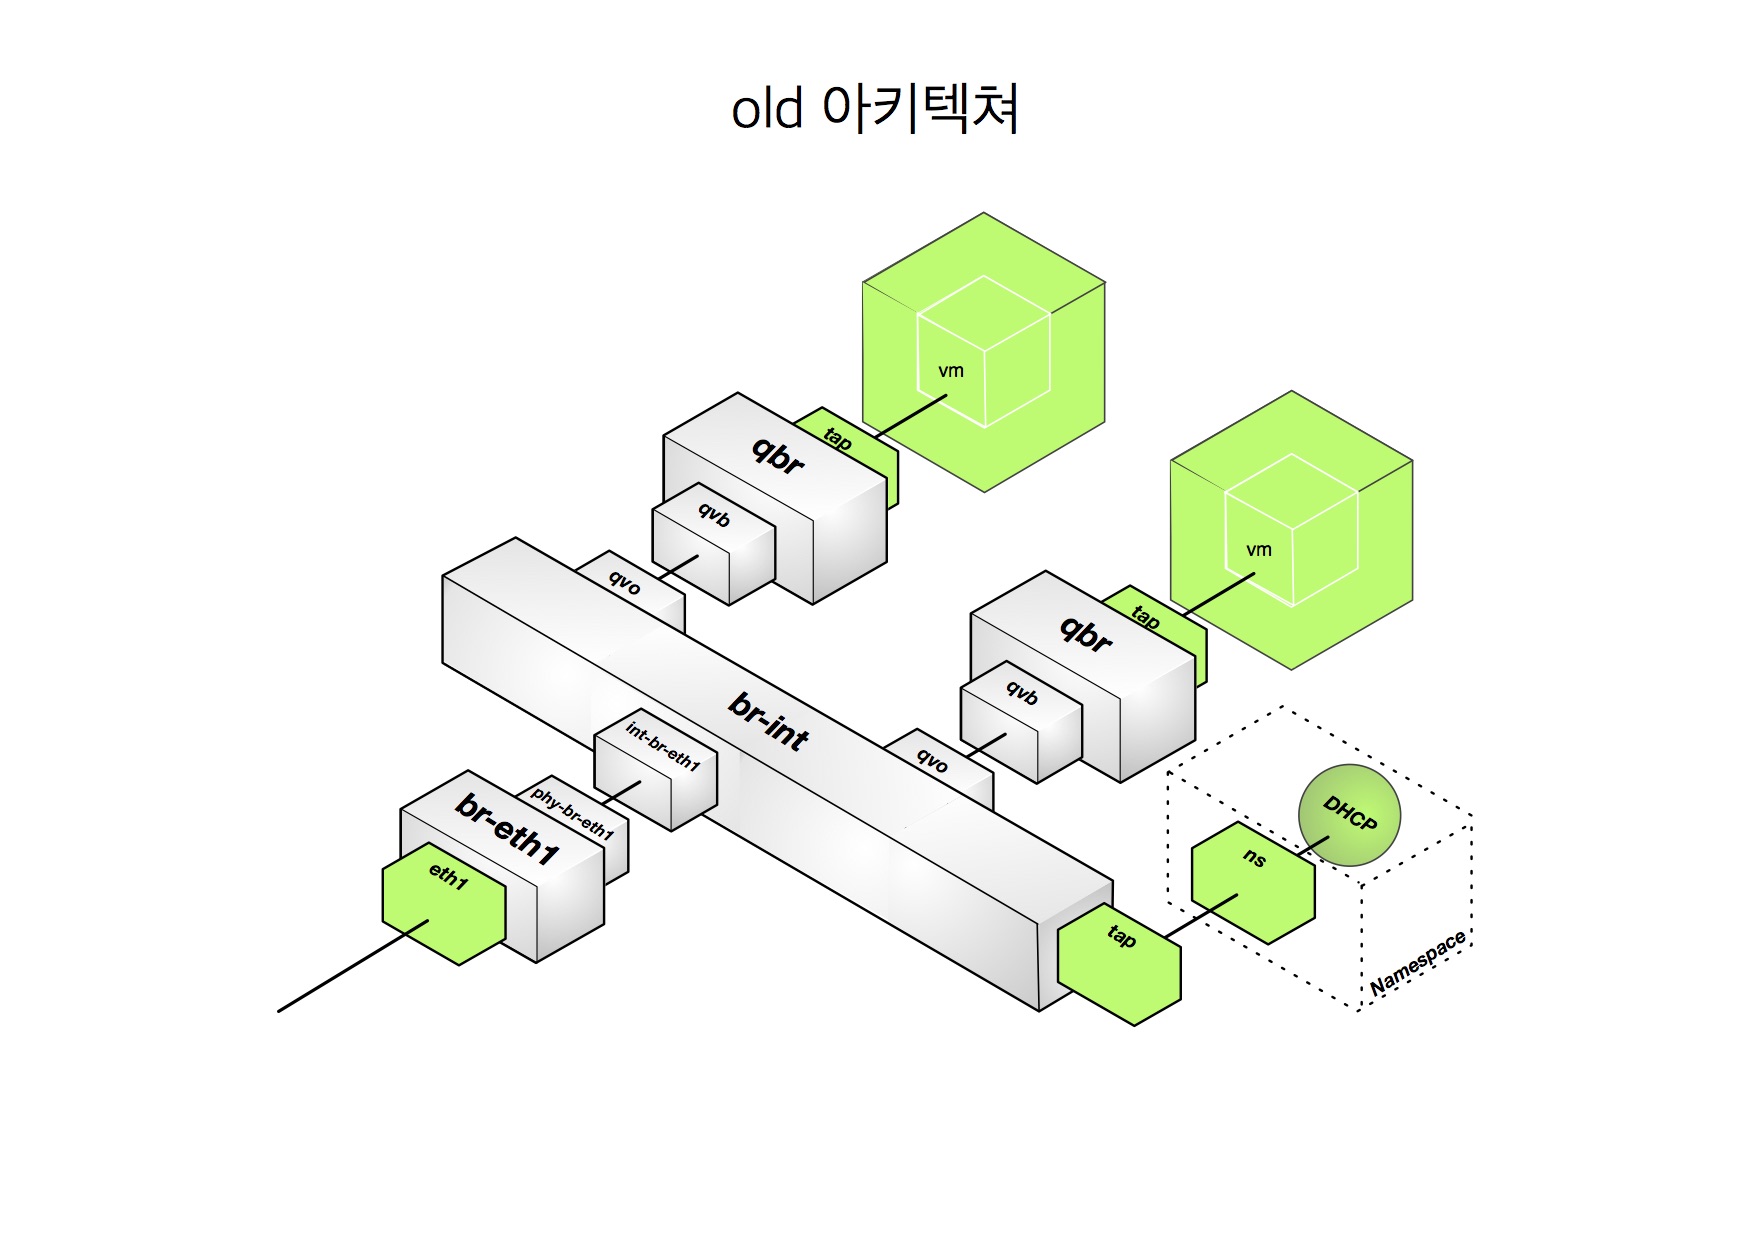 old 아키텍쳐
vm
tap
qbr
qvb
qvo
vm
tap
qbr
qvb
qvo
br-int
int-br-eth1
phy-br-eth1
br-eth1
eth1
DHCP
ns
tap
Namespace